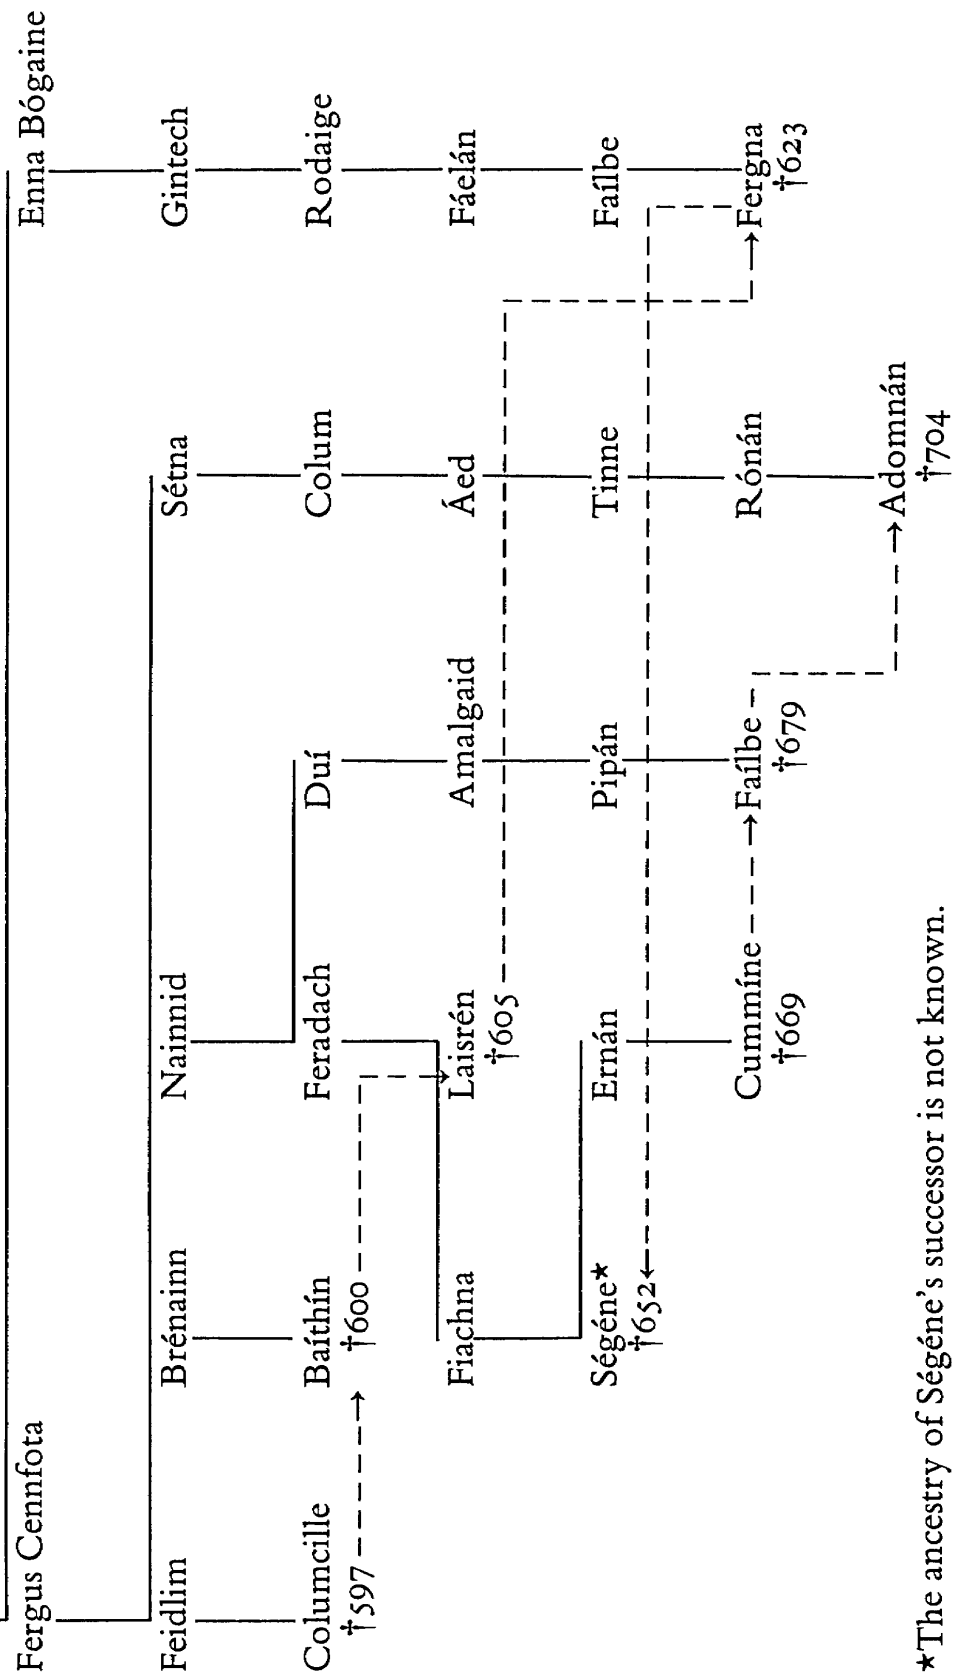 Fergus Cennfota Enna Bógaine
Feidlim Brénainn Nainnid Sétna Gintech
Columcille Baíthín Feradach Duí Colum Rodaige
†597 †600
Fiachna Laisrén Amalgaid Áed Fáelán
†605
Ségéne★ Ernán Pipán Tinne Faílbe
†652
Cummíne Faílbe Rónán Fergna
†669 †679 †623
Adomnán
†704
★The ancestry of Ségéne's successor is not known.